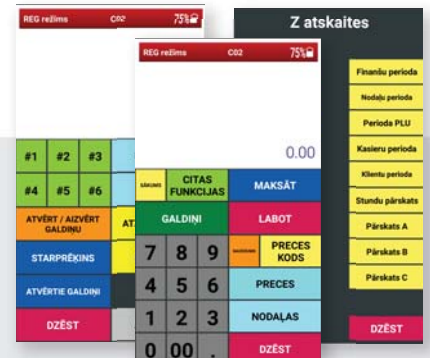 REG režīms C02 75%
#1 #2 #3
#4 #5 #6
ATVĒRT / AIZVĒRT
GALDIŅU
STARPRĒĶINS
ATVĒRTIE GALDIŅI
DZĒST
REG režīms C02 75%
0.00
SĀKUMS
CITAS
FUNKCIJAS
MAKSĀT
GALDIŅI
LABOT
7 8 9
PRECES
KODS
4 5 6
PRECES
1 2 3
NODAĻAS
0 00 .
DZĒST
Z atskaites
Finanšu perioda
Nodaļu perioda
Perioda PLU
Kasieru perioda
Klientu perioda
Stundu pārskats
Pārskats A
Pārskats B
Pārskats C
DZĒST